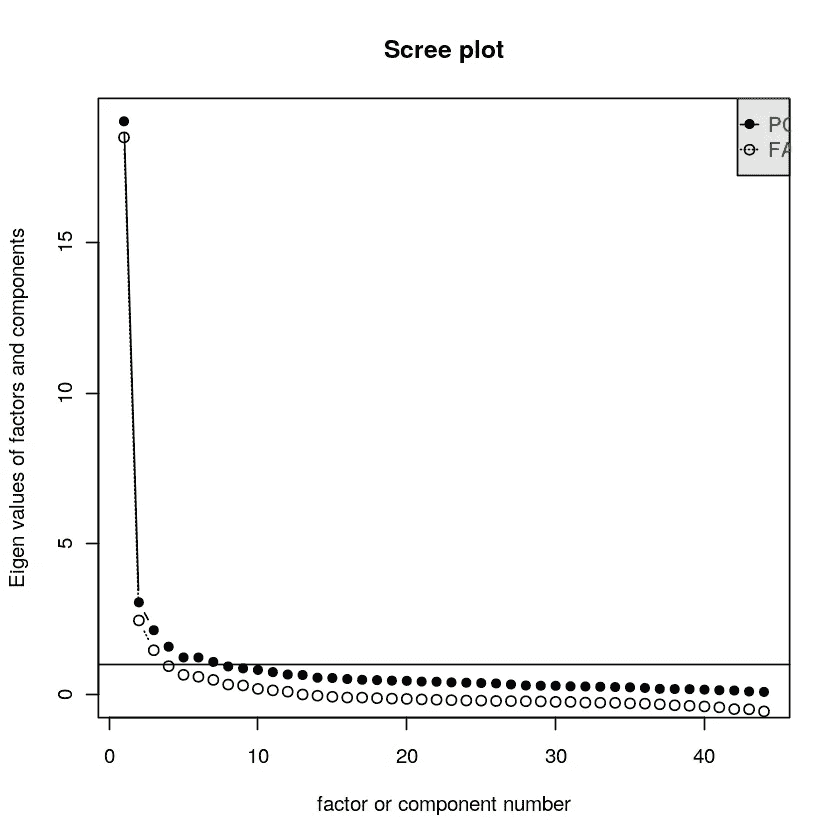 Scree plot
PC
FA
Eigen values of factors and components
15
10
5
0
0 10 20 30 40
factor or component number